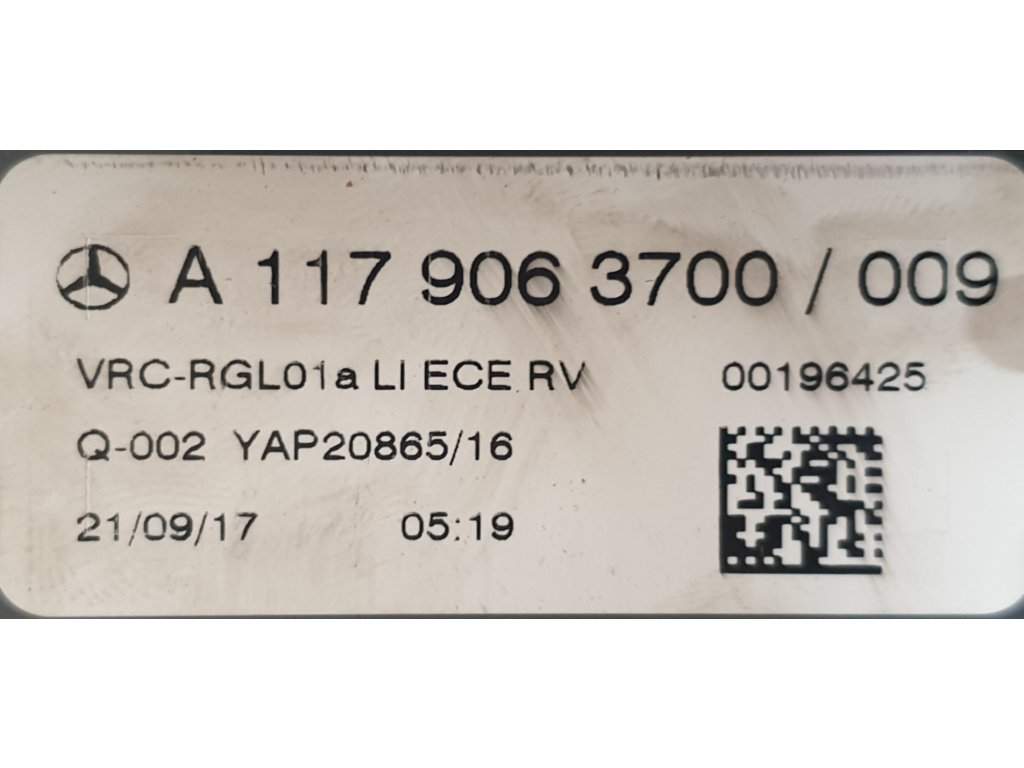 A 117 906 3700 / 009
VRC-RGL01a LI ECE RV 00196425
Q-002 YAP20865/16
21/09/17 05:19